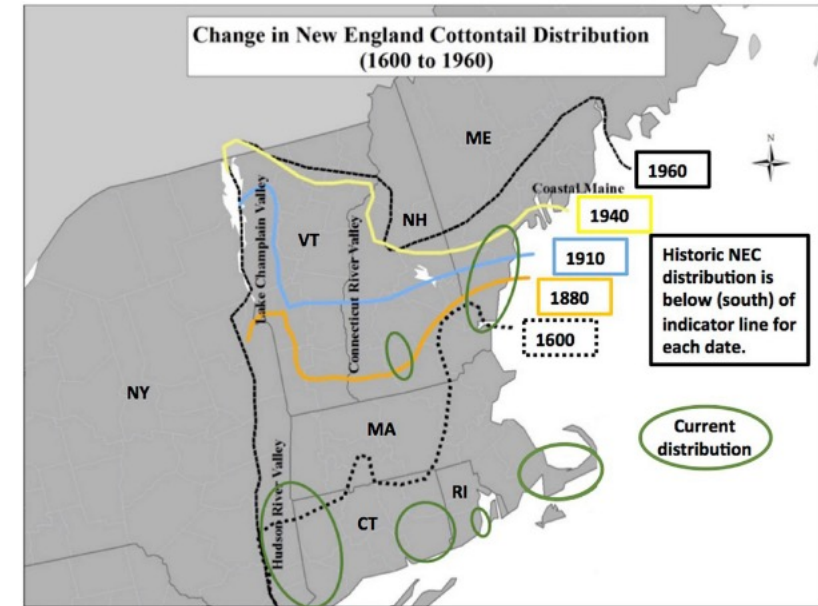 Change in New England Cottontail Distribution
(1600 to 1960)
N
ME
1960
Coastal Maine
1940
NH
VT
Lake Champlain Valley
Connecticut River Valley
1910
1880
1600
Historic NEC
distribution is
below (south) of
indicator line for
each date.
NY
MA
Current
distribution
Hudson River Valley
CT
RI